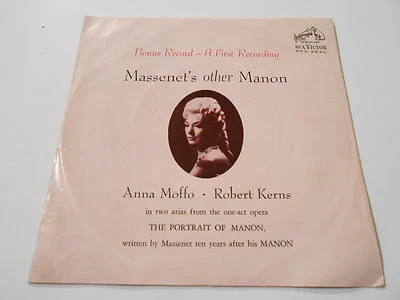 Bonus Record – A First Recording
RCA VICTOR
RED SEAL
Massenet's other Manon
Anna Moffo · Robert Kerns
in two arias from the one-act opera
THE PORTRAIT OF MANON,
written by Massenet ten years after his MANON